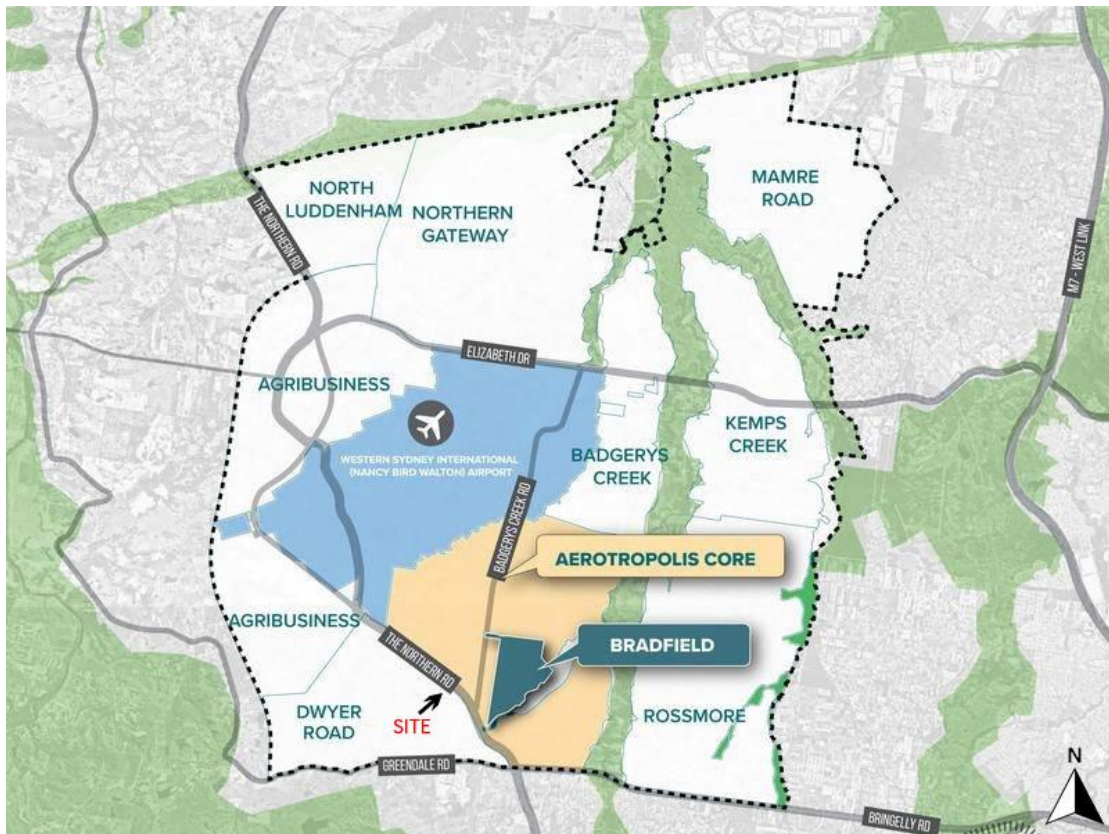 NORTH
LUDDENHAM
NORTHERN
GATEWAY
MAMRE
ROAD
THE NORTHERN RD
M7 - WEST LINK
ELIZABETH DR
AGRIBUSINESS
WESTERN SYDNEY INTERNATIONAL
(NANCY BIRD WALTON) AIRPORT
BADGERYS
CREEK
KEMPS
CREEK
BADGERYS CREEK RD
AEROTROPOLIS CORE
AGRIBUSINESS
THE NORTHERN RD
BRADFIELD
DWYER
ROAD
SITE
ROSSMORE
GREENDALE RD
BRINGELLY RD
N